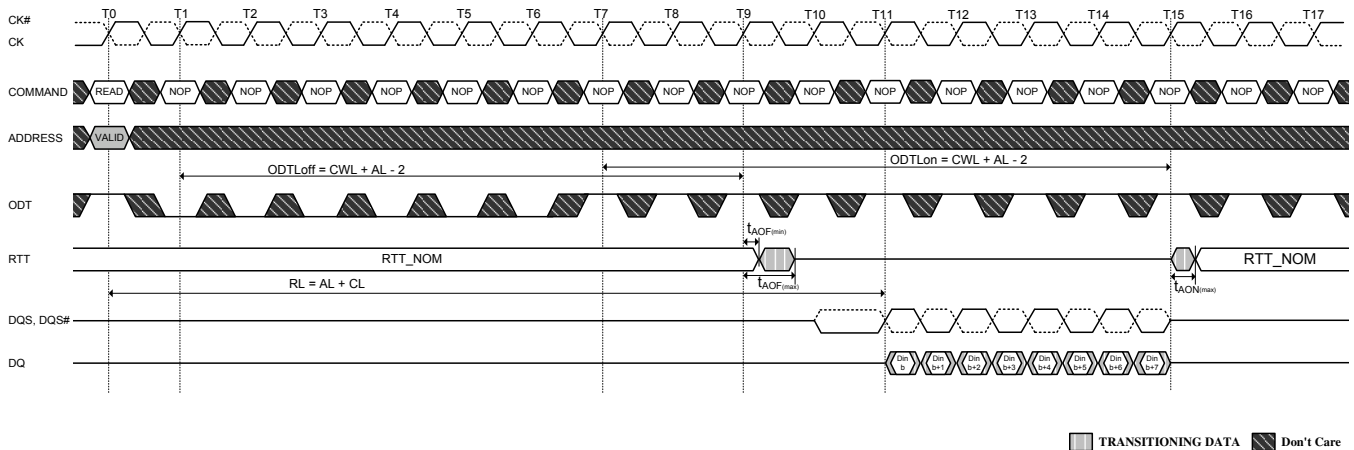 T0 T1 T2 T3 T4 T5 T6 T7 T8 T9 T10 T11 T12 T13 T14 T15 T16 T17
CK#
CK
COMMAND READ NOP NOP NOP NOP NOP NOP NOP NOP NOP NOP NOP NOP NOP NOP NOP NOP NOP
ADDRESS VALID
ODTLoff = CWL + AL - 2 ODTLon = CWL + AL - 2
ODT
tAOF(min)
RTT RTT_NOM RTT_NOM
tAOF(max) tAON(max)
RL = AL + CL
DQS, DQS#
DQ Din b Din b+1 Din b+2 Din b+3 Din b+4 Din b+5 Din b+6 Din b+7
TRANSITIONING DATA Don't Care